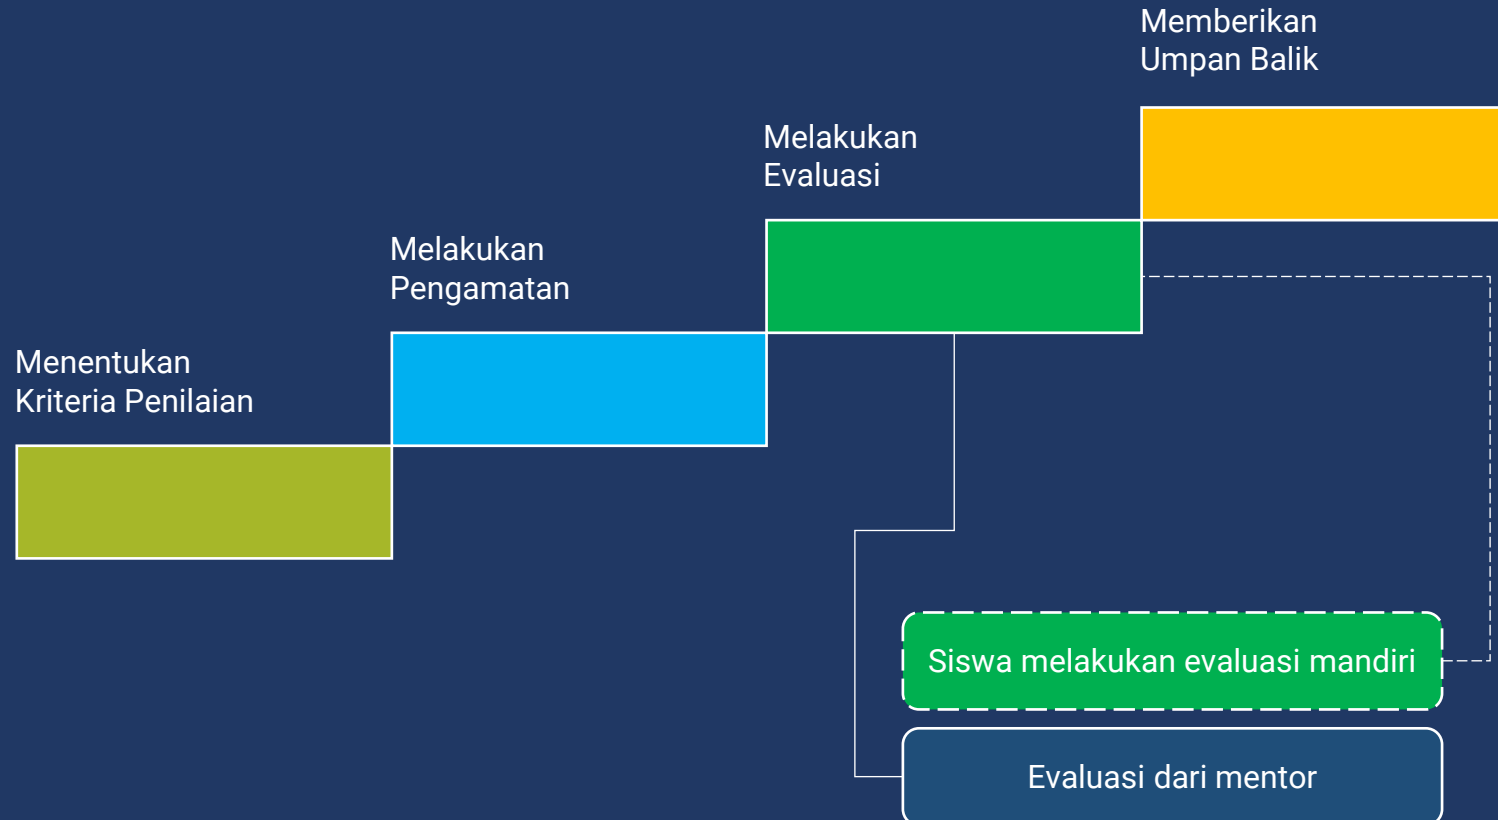 Memberikan
Umpan Balik
Melakukan
Evaluasi
Melakukan
Pengamatan
Menentukan
Kriteria Penilaian
Siswa melakukan evaluasi mandiri
Evaluasi dari mentor